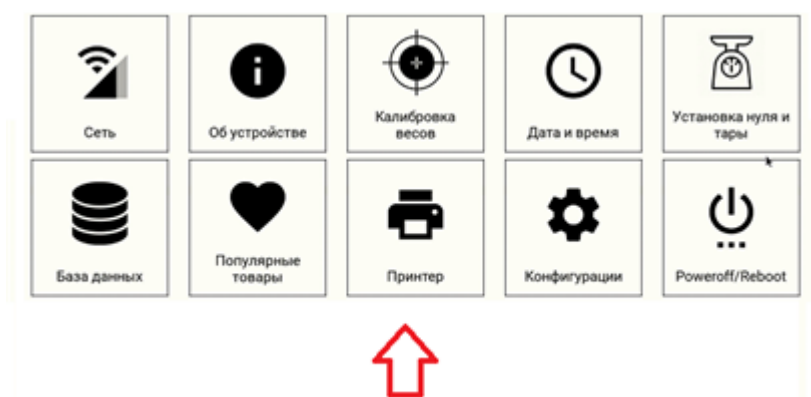 Сеть
Об устройстве
Калибровка
весов
Дата и время
Установка нуля и
тары
База данных
Популярные
товары
Принтер
Конфигурации
Poweroff/Reboot